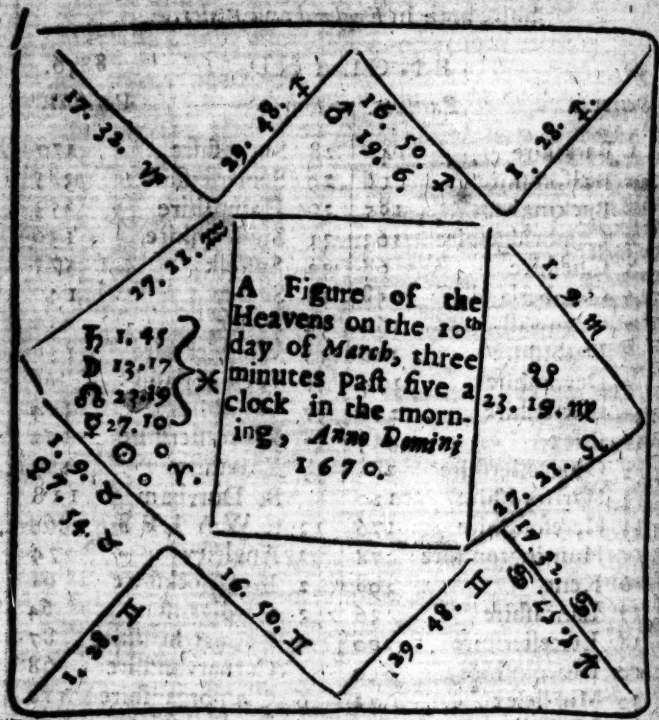 17. 32. ♑
29. 48. ♐
♂ 16. 50. ♐
19. 6.
1. 28. ♐.
27. 21. ♒
♄ 1. 45
☽ 13. 17
☊ 23. 19
☿ 27. 10
♓
☉ 0 0 ♈.
1. 9. ♉
♀ 7. 54. ♉
A Figure of the
Heavens on the 10th
day of March, three
minutes paſt five a
clock in the morn-
ing, Anno Domini
1670.
1. 9. ♏
☋
23. 19. ♍
27. 21. ♌
17. 32. ♋
♋
1. 28. ♊
16. 50. ♊
29. 48. ♊